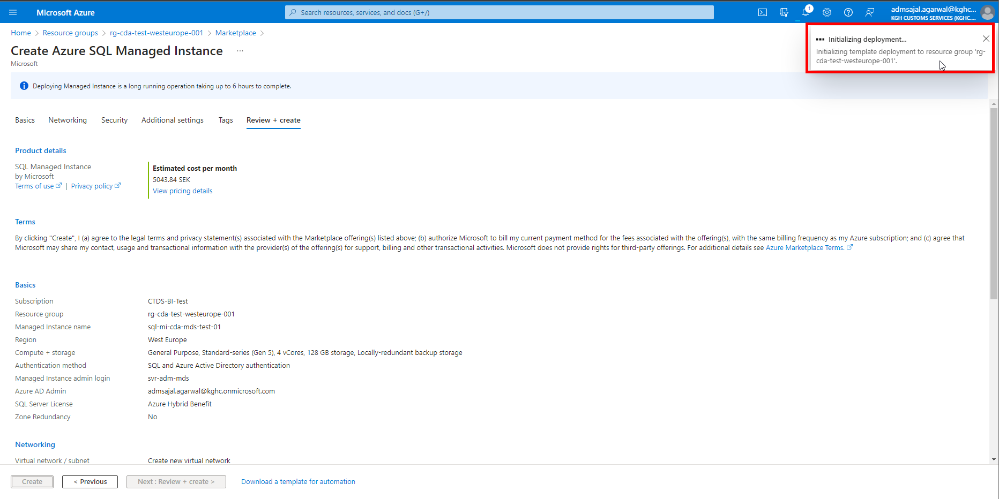 Microsoft Azure
Search resources, services, and docs (G+/)
1
admsajal.agarwal@kghc...
KGH CUSTOMS SERVICES (KGHC....
Home > Resource groups > rg-cda-test-westeurope-001 > Marketplace >
Create Azure SQL Managed Instance ...
Microsoft
Initializing deployment...
Initializing template deployment to resource group 'rg-
cda-test-westeurope-001'.
Deploying Managed Instance is a long running operation taking up to 6 hours to complete.
Basics Networking Security Additional settings Tags Review + create
Product details
SQL Managed Instance
by Microsoft
Terms of use | Privacy policy
Estimated cost per month
5043.84 SEK
View pricing details
Terms
By clicking "Create", I (a) agree to the legal terms and privacy statement(s) associated with the Marketplace offering(s) listed above; (b) authorize Microsoft to bill my current payment method for the fees associated with the offering(s), with the same billing frequency as my Azure subscription; and (c) agree that
Microsoft may share my contact, usage and transactional information with the provider(s) of the offering(s) for support, billing and other transactional activities. Microsoft does not provide rights for third-party offerings. For additional details see Azure Marketplace Terms.
Basics
Subscription CTDS-BI-Test
Resource group rg-cda-test-westeurope-001
Managed Instance name sql-mi-cda-mds-test-01
Region West Europe
Compute + storage General Purpose, Standard-series (Gen 5), 4 vCores, 128 GB storage, Locally-redundant backup storage
Authentication method SQL and Azure Active Directory authentication
Managed Instance admin login svr-adm-mds
Azure AD Admin admsajal.agarwal@kghc.onmicrosoft.com
SQL Server License Azure Hybrid Benefit
Zone Redundancy No
Networking
Virtual network / subnet Create new virtual network
Create < Previous Next : Review + create > Download a template for automation